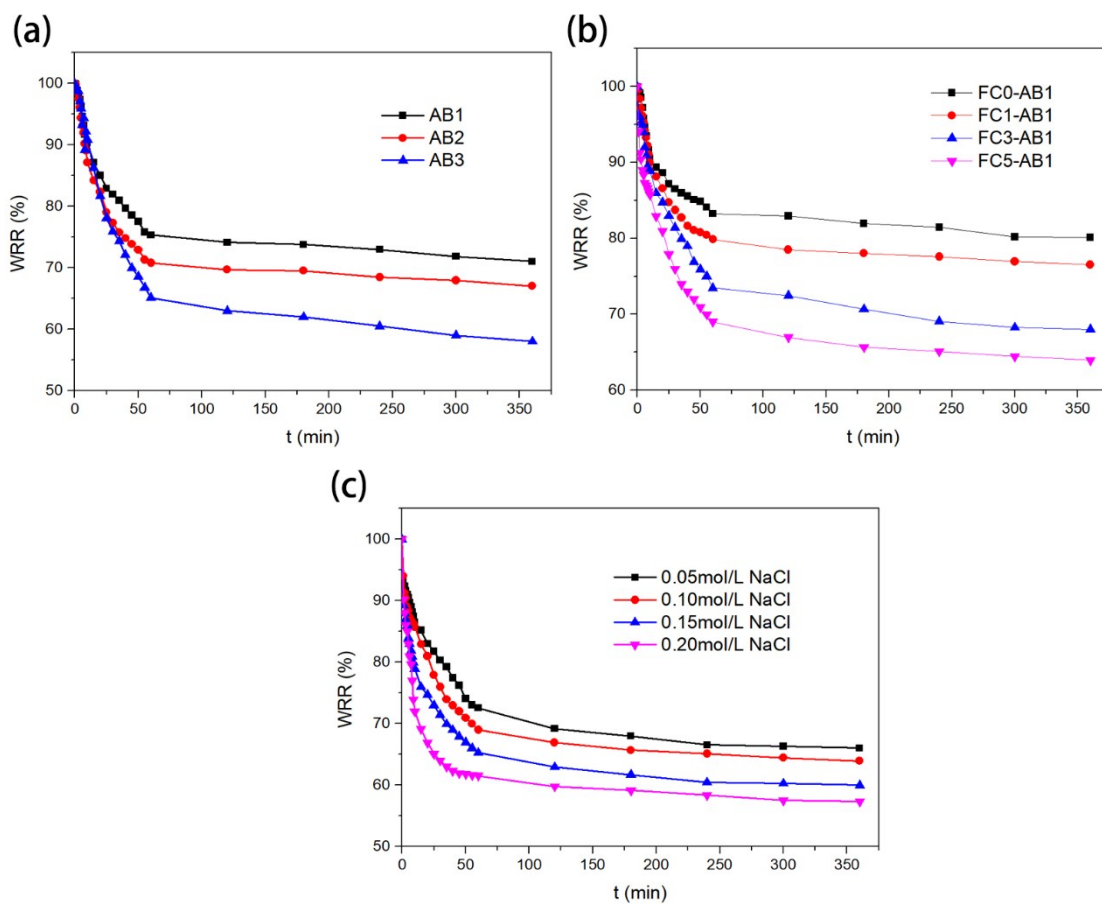 (a)
100
90
80
70
60
50
WRR (%)
AB1
AB2
AB3
0 50 100 150 200 250 300 350
t (min)
(b)
100
90
80
70
60
WRR (%)
FC0-AB1
FC1-AB1
FC3-AB1
FC5-AB1
0 50 100 150 200 250 300 350
t (min)
(c)
100
90
80
70
60
50
WRR (%)
0.05mol/L NaCl
0.10mol/L NaCl
0.15mol/L NaCl
0.20mol/L NaCl
0 50 100 150 200 250 300 350
t (min)